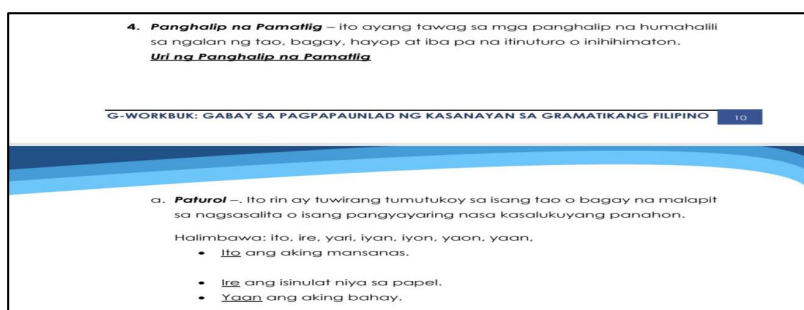 4. Panghalip na Pamatlig – ito ayang tawag sa mga panghalip na humahalili
sa ngalan ng tao, bagay, hayop at iba pa na itinuturo o inihihimaton.
Uri ng Panghalip na Pamatlig
G-WORKBUK: GABAY SA PAGPAPAUNLAD NG KASANAYAN SA GRAMATIKANG FILIPINO 10
a. Paturol –. Ito rin ay tuwirang tumutukoy sa isang tao o bagay na malapit
sa nagsasalita o isang pangyayaring nasa kasalukuyang panahon.
Halimbawa: ito, ire, yari, iyan, iyon, yaon, yaan,
• Ito ang aking mansanas.
• Ire ang isinulat niya sa papel.
• Yaan ang aking bahay.